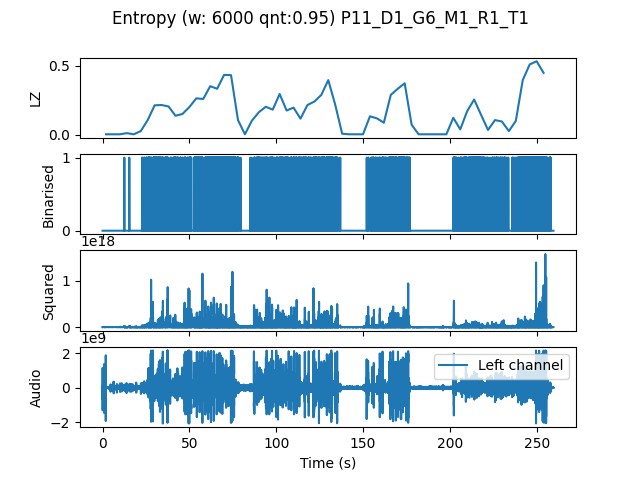 Entropy (w: 6000 qnt:0.95) P11_D1_G6_M1_R1_T1
0.5
0.0
LZ
1
0
Binarised
1e18
1
0
Squared
1e9
2
0
−2
Audio
Left channel
0 50 100 150 200 250
Time (s)